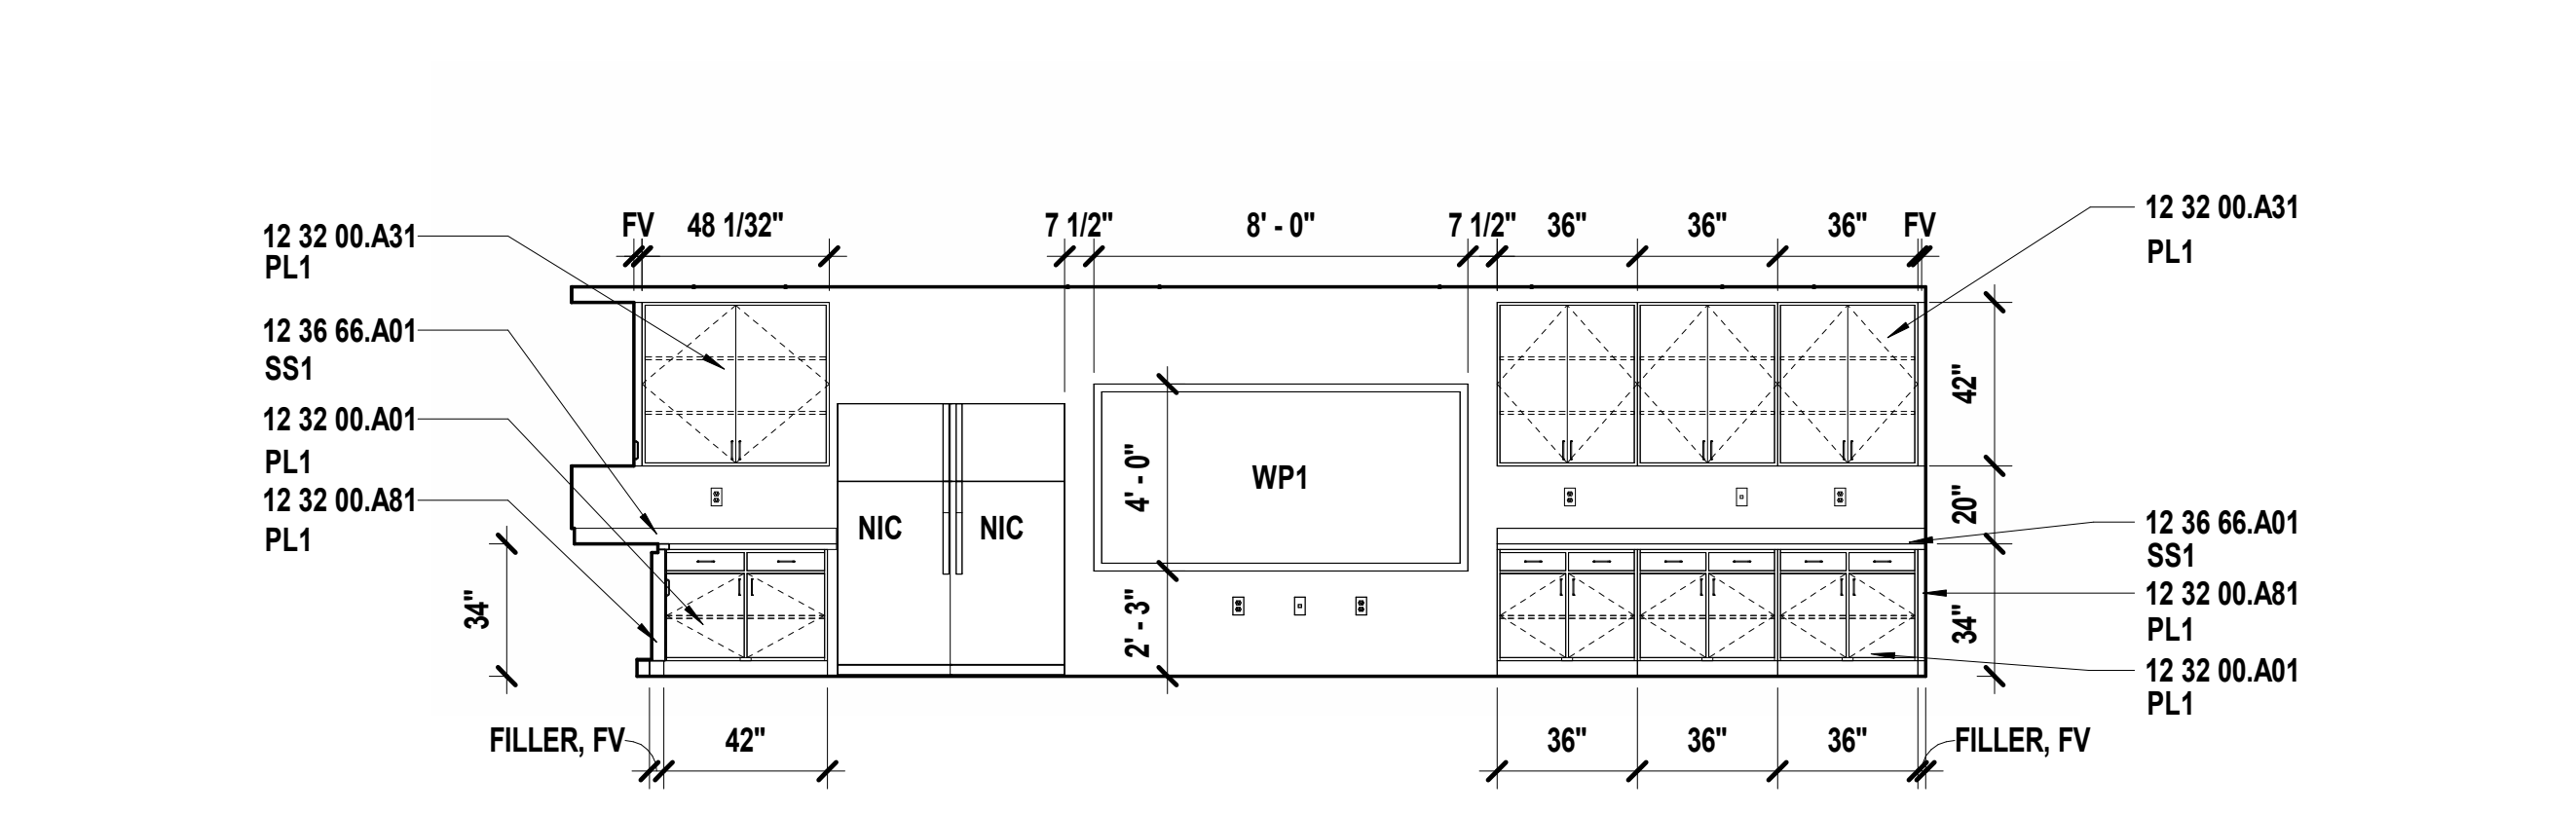 FV 48 1/32" 7 1/2" 8' - 0" 7 1/2" 36" 36" 36" FV
12 32 00.A31
PL1
12 36 66.A01
SS1
12 32 00.A01
PL1
12 32 00.A81
PL1
34"
NIC NIC
4' - 0"
WP1
2' - 3"
12 32 00.A31
PL1
42"
20"
34"
12 36 66.A01
SS1
12 32 00.A81
PL1
12 32 00.A01
PL1
FILLER, FV 42" 36" 36" 36" FILLER, FV